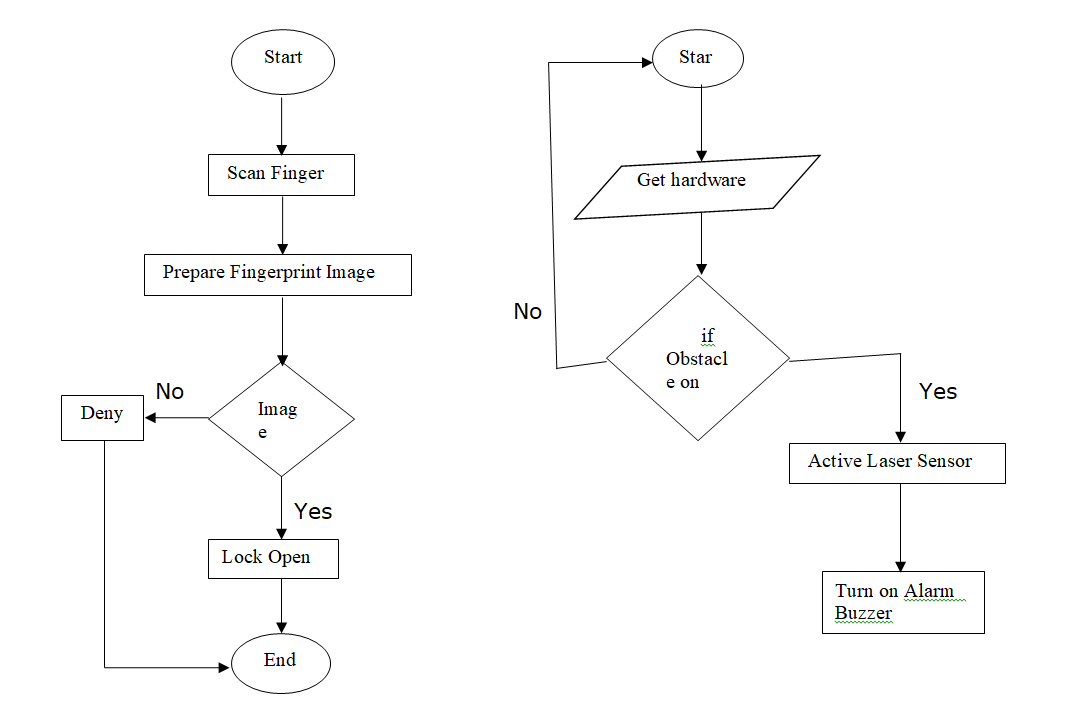 Start
Scan Finger
Prepare Fingerprint Image
No
Deny
Imag
e
Yes
Lock Open
End
Star
Get hardware
No
if
Obstacl
e on
Yes
Active Laser Sensor
Turn on Alarm
Buzzer